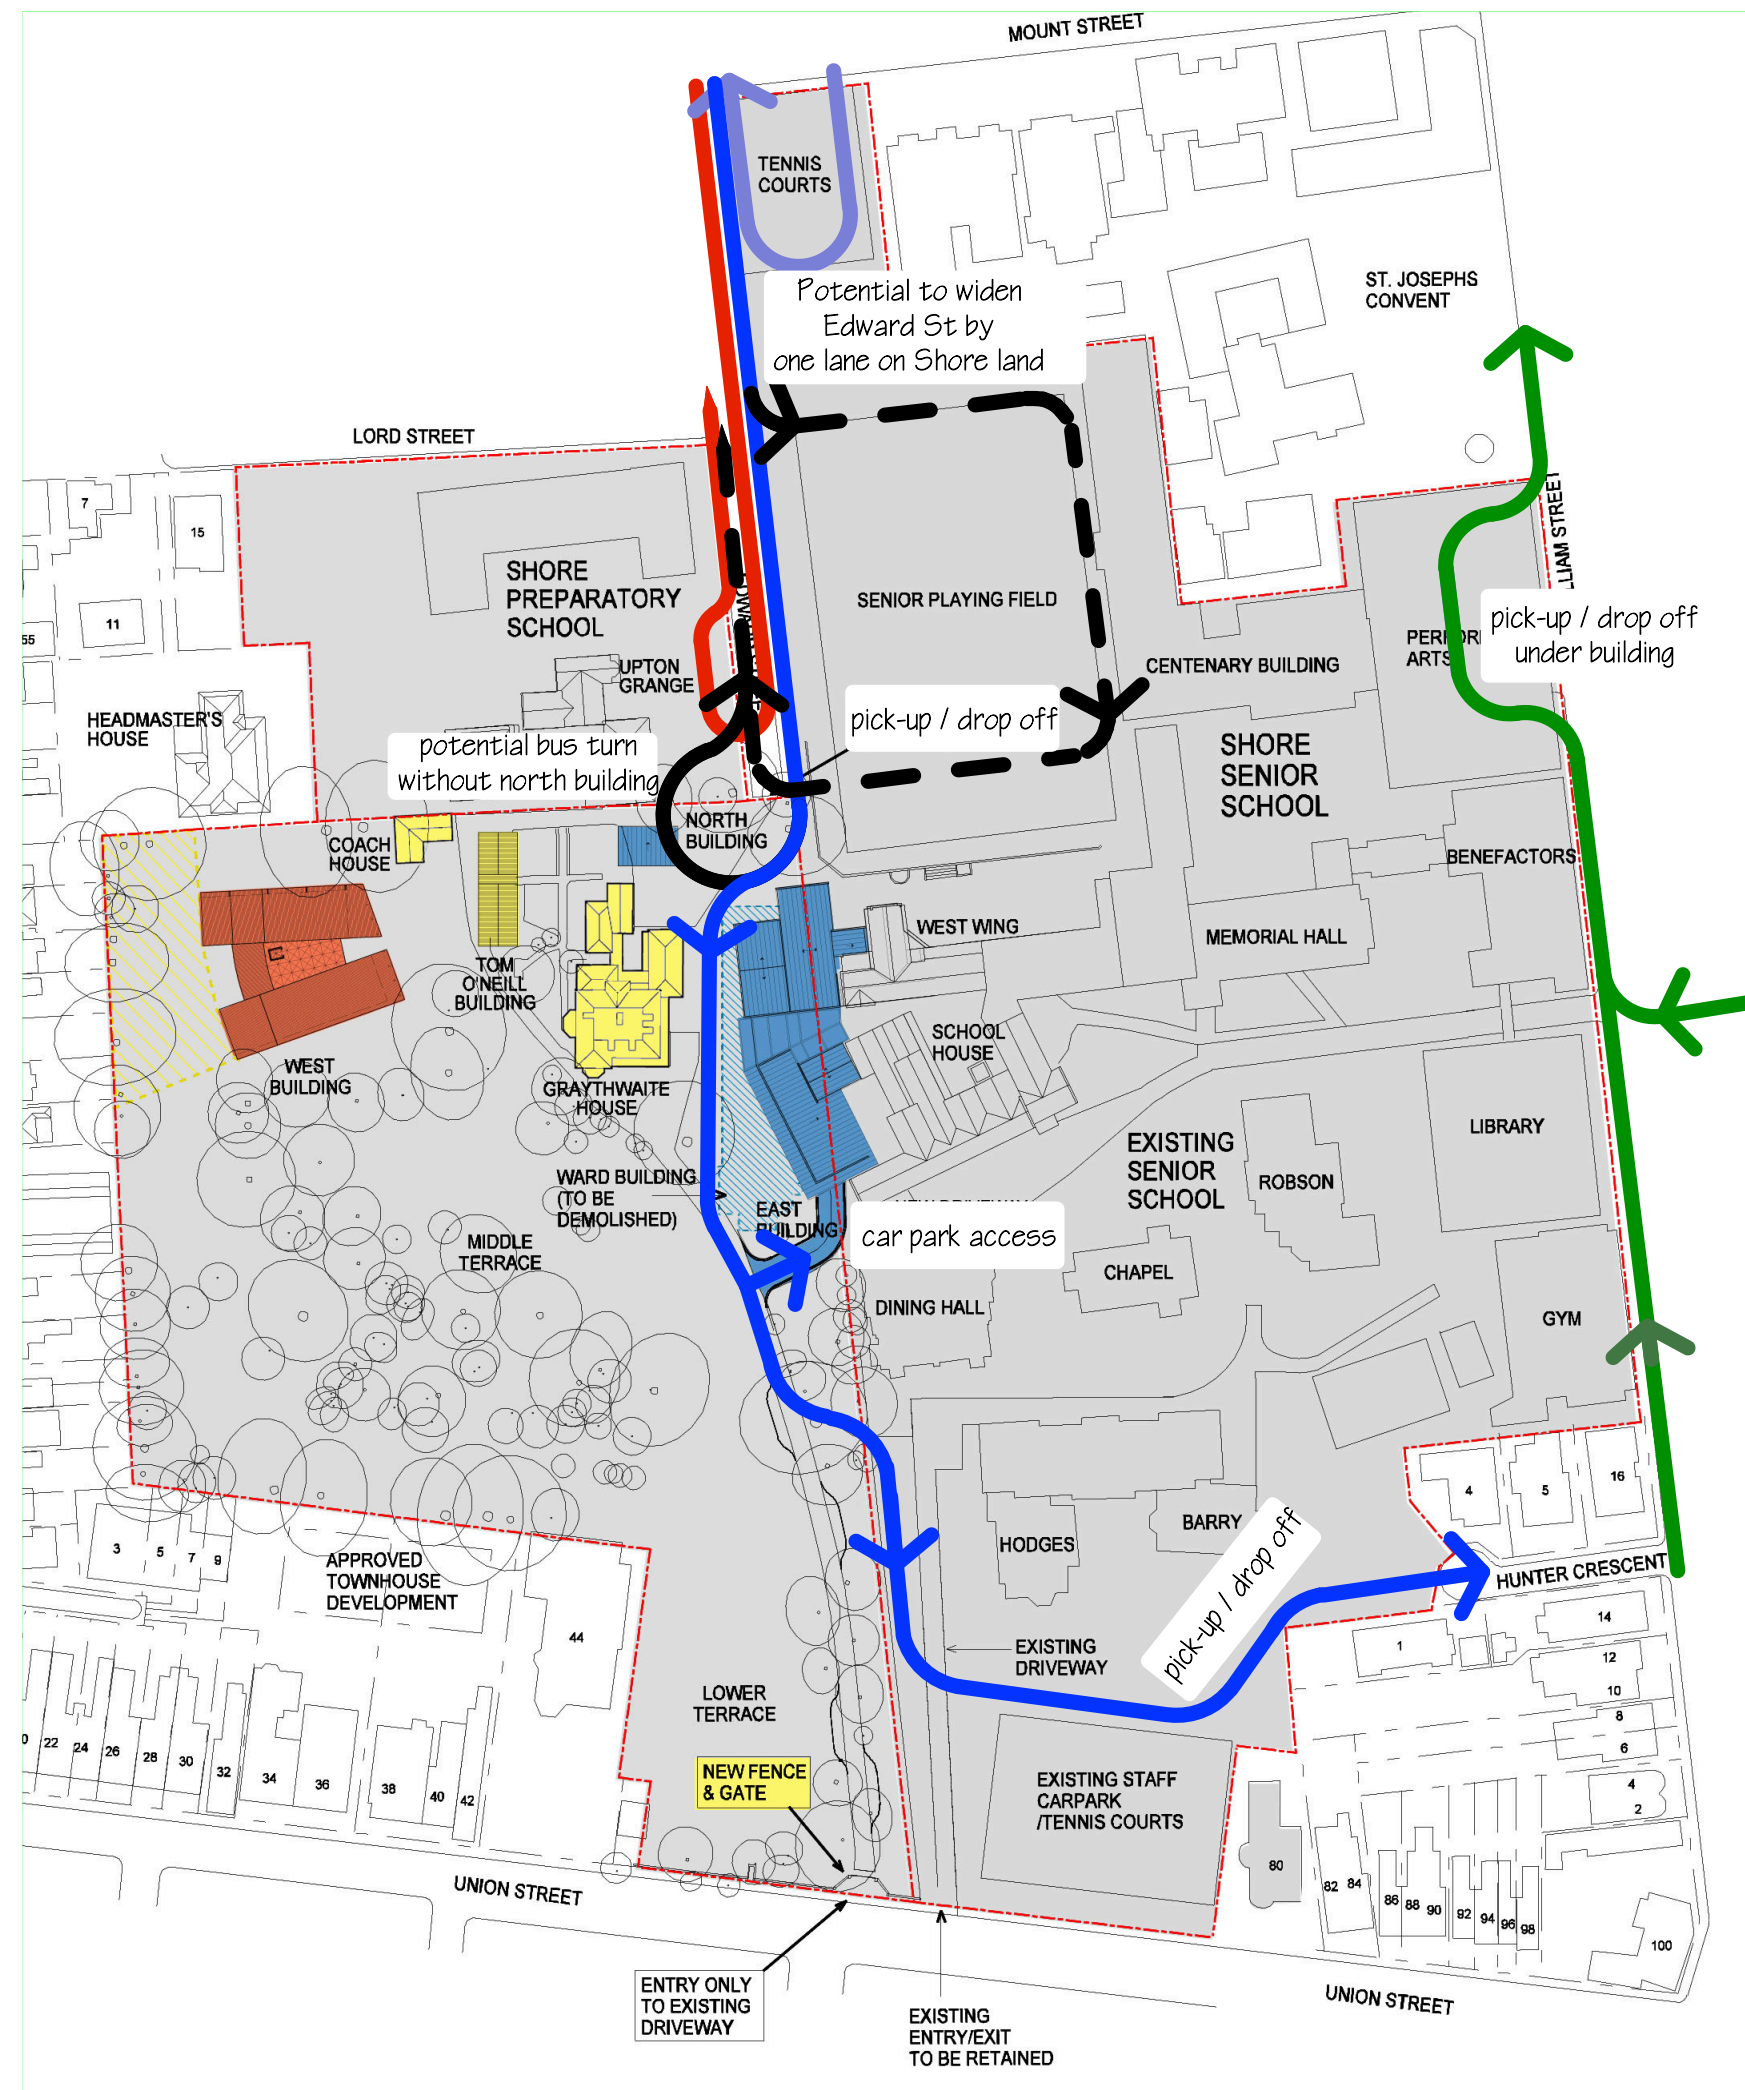 MOUNT STREET
TENNIS
COURTS
ST. JOSEPHS
CONVENT
Potential to widen
Edward St by
one lane on Shore land
LORD STREET
7
15
11
55
SHORE
PREPARATORY
SCHOOL
UPTON
GRANGE
SENIOR PLAYING FIELD
CENTENARY BUILDING
LLIAM STREET
pick-up / drop off
under building
PERFOR
ARTS
HEADMASTER'S
HOUSE
potential bus turn
without north building
pick-up / drop off
SHORE
SENIOR
SCHOOL
NORTH
BUILDING
COACH
HOUSE
BENEFACTORS
WEST WING
MEMORIAL HALL
TOM
O'NEILL
BUILDING
SCHOOL
HOUSE
WEST
BUILDING
GRAYTHWAITE
HOUSE
LIBRARY
EXISTING
SENIOR
SCHOOL
ROBSON
WARD BUILDING
(TO BE
DEMOLISHED)
EAST
BUILDING
car park access
MIDDLE
TERRACE
CHAPEL
DINING HALL
GYM
4
5
16
HODGES
BARRY
pick-up / drop off
HUNTER CRESCENT
3
5
7
9
APPROVED
TOWNHOUSE
DEVELOPMENT
44
EXISTING
DRIVEWAY
1
14
12
10
8
6
4
2
LOWER
TERRACE
0
22
24
26
28
30
32
34
36
38
40
42
NEW FENCE
& GATE
EXISTING STAFF
CARPARK
/TENNIS COURTS
80
82
84
86
88
90
92
94
96
98
100
UNION STREET
ENTRY ONLY
TO EXISTING
DRIVEWAY
EXISTING
ENTRY/EXIT
TO BE RETAINED
UNION STREET